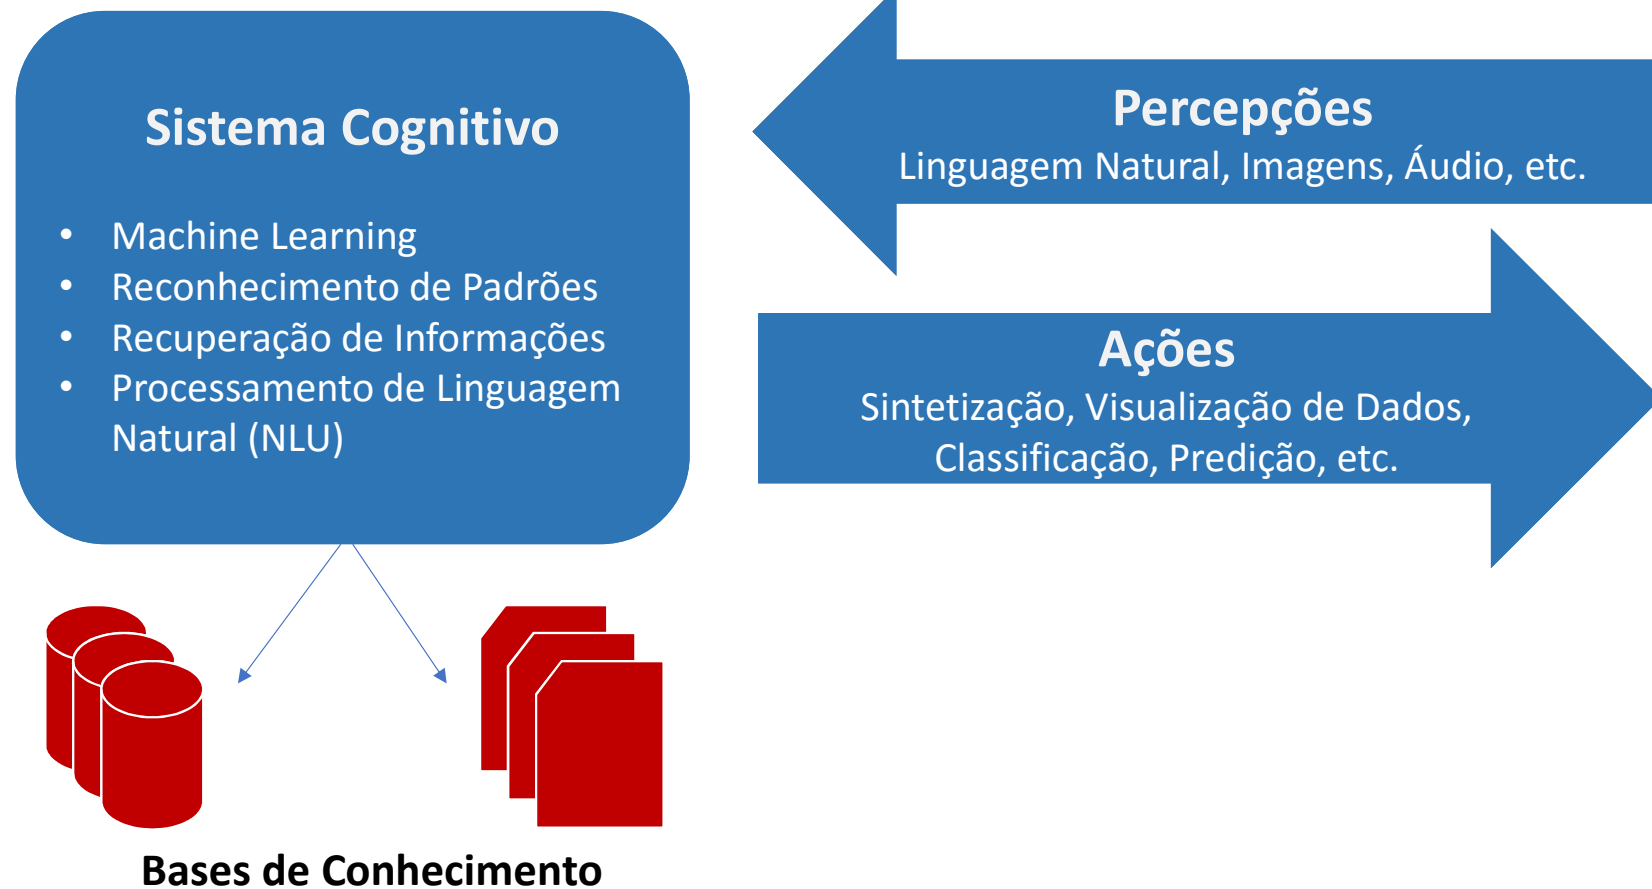 Sistema Cognitivo
• Machine Learning
• Reconhecimento de Padrões
• Recuperação de Informações
• Processamento de Linguagem
Natural (NLU)
Percepções
Linguagem Natural, Imagens, Áudio, etc.
Ações
Sintetização, Visualização de Dados,
Classificação, Predição, etc.
Bases de Conhecimento